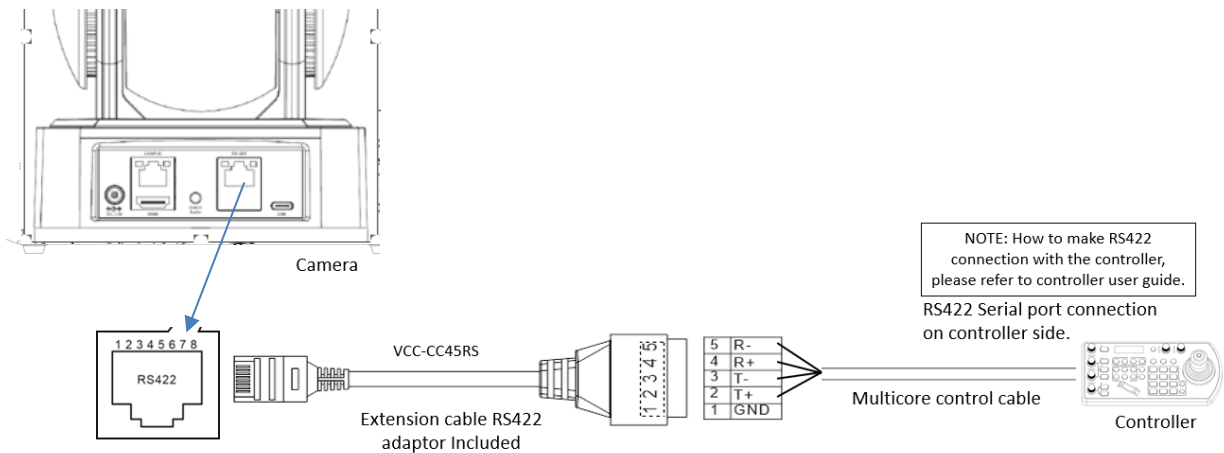 Camera
NOTE: How to make RS422
connection with the controller,
please refer to controller user guide.
RS422 Serial port connection
on controller side.
1 2 3 4 5 6 7 8
RS422
VCC-CC45RS
Extension cable RS422
adaptor Included
1 2 3 4 5
5 R-
4 R+
3 T-
2 T+
1 GND
Multicore control cable
Controller